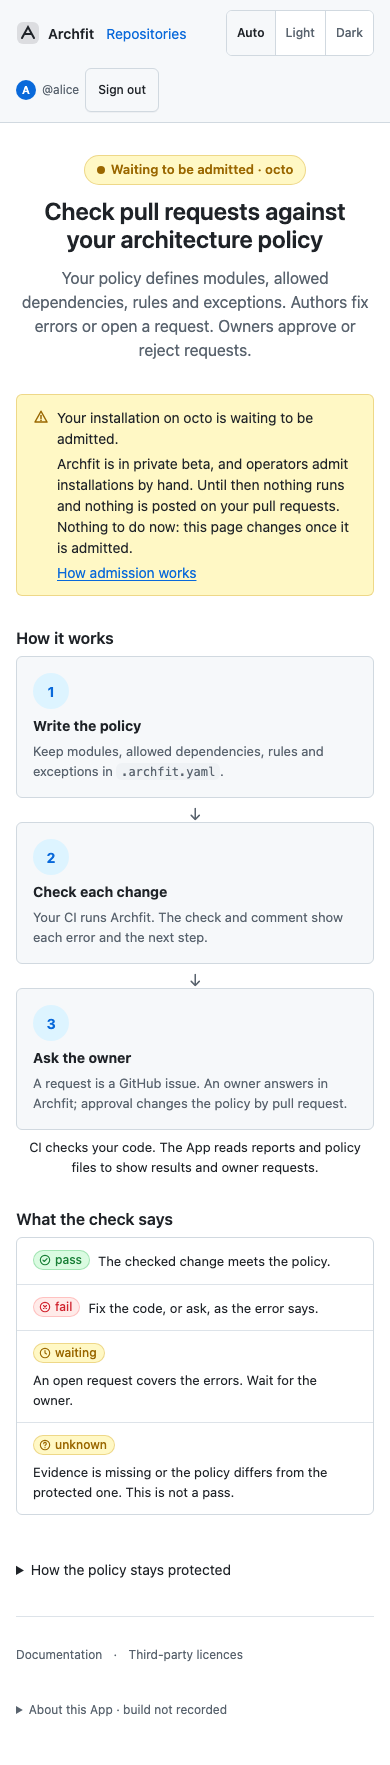 Archfit Repositories
Auto Light Dark
A @alice Sign out
Waiting to be admitted · octo
Check pull requests against
your architecture policy
Your policy defines modules, allowed
dependencies, rules and exceptions. Authors fix
errors or open a request. Owners approve or
reject requests.
Your installation on octo is waiting to be
admitted.
Archfit is in private beta, and operators admit
installations by hand. Until then nothing runs
and nothing is posted on your pull requests.
Nothing to do now: this page changes once it
is admitted.
How admission works
How it works
1
Write the policy
Keep modules, allowed dependencies, rules and
exceptions in .archfit.yaml.
↓
2
Check each change
Your CI runs Archfit. The check and comment show
each error and the next step.
↓
3
Ask the owner
A request is a GitHub issue. An owner answers in
Archfit; approval changes the policy by pull request.
CI checks your code. The App reads reports and policy
files to show results and owner requests.
What the check says
pass The checked change meets the policy.
fail Fix the code, or ask, as the error says.
waiting
An open request covers the errors. Wait for the
owner.
unknown
Evidence is missing or the policy differs from the
protected one. This is not a pass.
How the policy stays protected
Documentation · Third-party licences
About this App · build not recorded